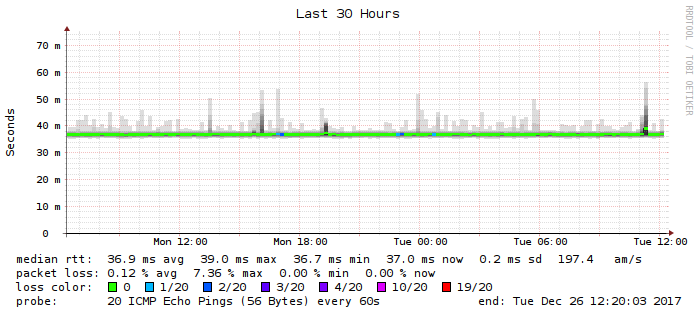 Last 30 Hours
RRDTOOL / TOBI OETIKER
Seconds
70 m
60 m
50 m
40 m
30 m
20 m
10 m
0
Mon 12:00 Mon 18:00 Tue 00:00 Tue 06:00 Tue 12:00
median rtt: 36.9 ms avg 39.0 ms max 36.7 ms min 37.0 ms now 0.2 ms sd 197.4 am/s
packet loss: 0.12 % avg 7.36 % max 0.00 % min 0.00 % now
loss color: 0 1/20 2/20 3/20 4/20 10/20 19/20
probe: 20 ICMP Echo Pings (56 Bytes) every 60s end: Tue Dec 26 12:20:03 2017